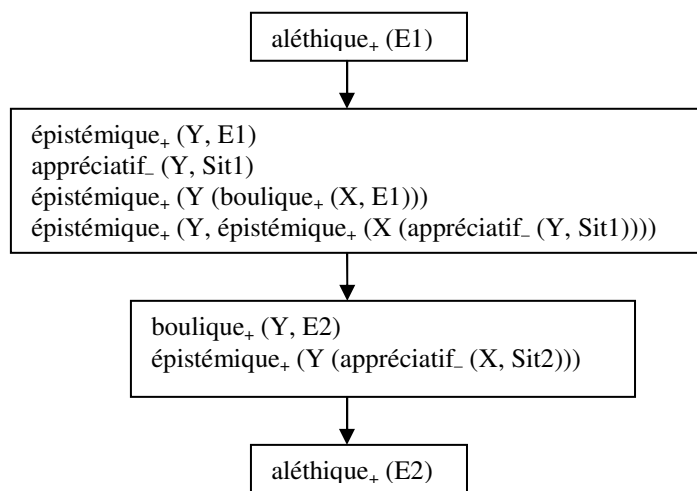 aléthique₊ (E1)
épistémique₊ (Y, E1)
appréciatif₋ (Y, Sit1)
épistémique₊ (Y (boulique₊ (X, E1)))
épistémique₊ (Y, épistémique₊ (X (appréciatif₋ (Y, Sit1))))
boulique₊ (Y, E2)
épistémique₊ (Y (appréciatif₋ (X, Sit2)))
aléthique₊ (E2)